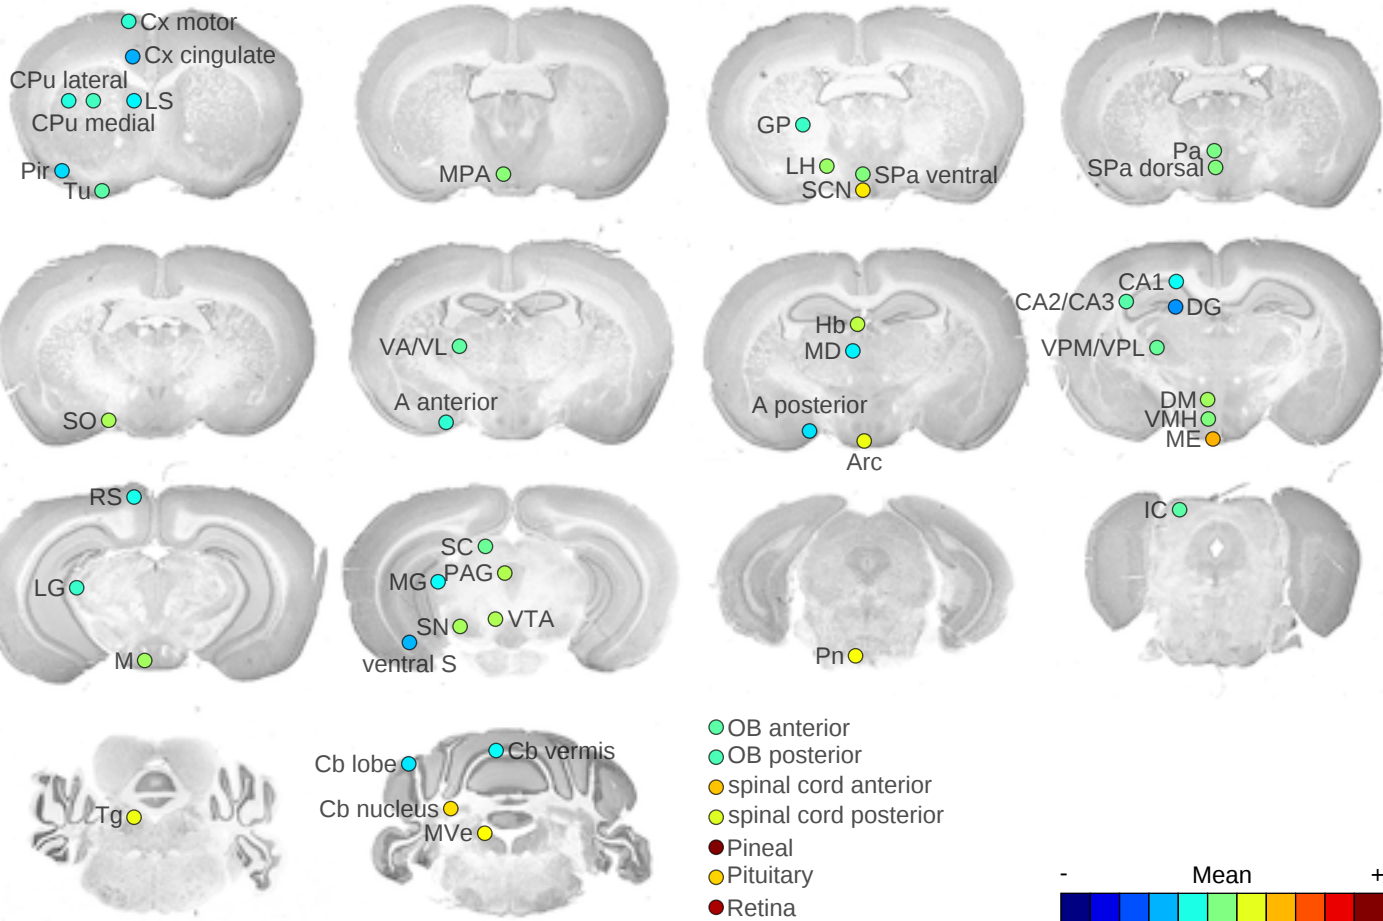 Cx motor
Cx cingulate
CPu lateral
LS
CPu medial
Pir
Tu
MPA
GP
LH
SPa ventral
SCN
Pa
SPa dorsal
SO
VA/VL
A anterior
Hb
MD
A posterior
Arc
CA1
CA2/CA3
DG
VPM/VPL
DM
VMH
ME
RS
LG
M
SC
PAG
MG
VTA
SN
ventral S
Pn
IC
Tg
Cb vermis
Cb lobe
Cb nucleus
MVe
OB anterior
OB posterior
spinal cord anterior
spinal cord posterior
Pineal
Pituitary
Retina
- Mean +